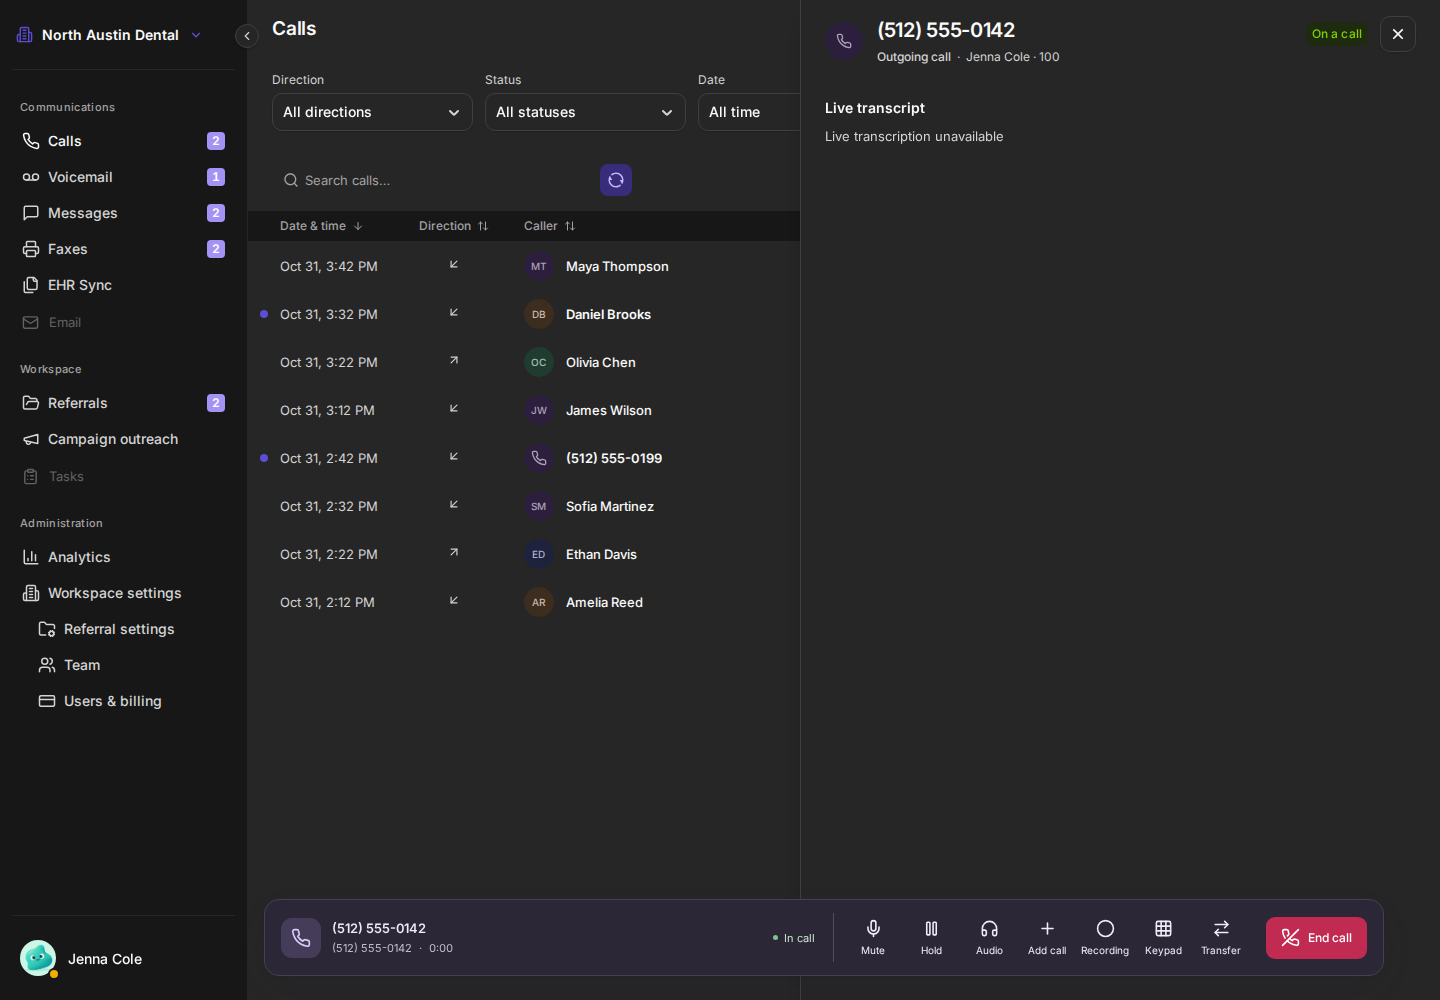 North Austin Dental
Communications
Calls 2
Voicemail 1
Messages 2
Faxes 2
EHR Sync
Email
Workspace
Referrals 2
Campaign outreach
Tasks
Administration
Analytics
Workspace settings
Referral settings
Team
Users & billing
Jenna Cole
Calls
Direction Status Date
All directions All statuses All time
Search calls...
Date & time Direction Caller
Oct 31, 3:42 PM MT Maya Thompson
Oct 31, 3:32 PM DB Daniel Brooks
Oct 31, 3:22 PM OC Olivia Chen
Oct 31, 3:12 PM JW James Wilson
Oct 31, 2:42 PM (512) 555-0199
Oct 31, 2:32 PM SM Sofia Martinez
Oct 31, 2:22 PM ED Ethan Davis
Oct 31, 2:12 PM AR Amelia Reed
(512) 555-0142
Outgoing call · Jenna Cole · 100
On a call
Live transcript
Live transcription unavailable
(512) 555-0142
(512) 555-0142 · 0:00
In call
Mute Hold Audio Add call Recording Keypad Transfer
End call